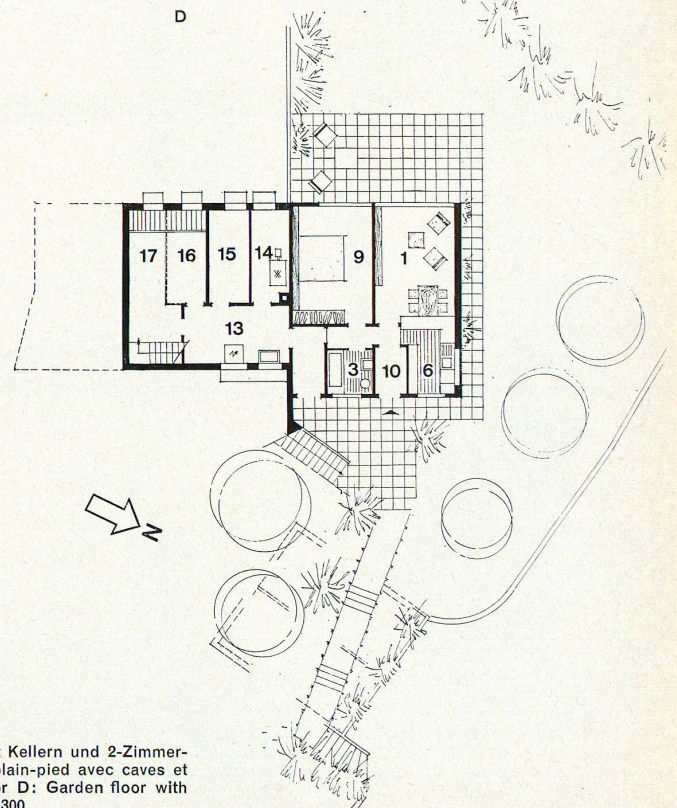 D
17
16
15
14
9
1
13
3
10
6
N
Kellern und 2-Zimmer-
plain-pied avec caves et
D: Garden floor with
300